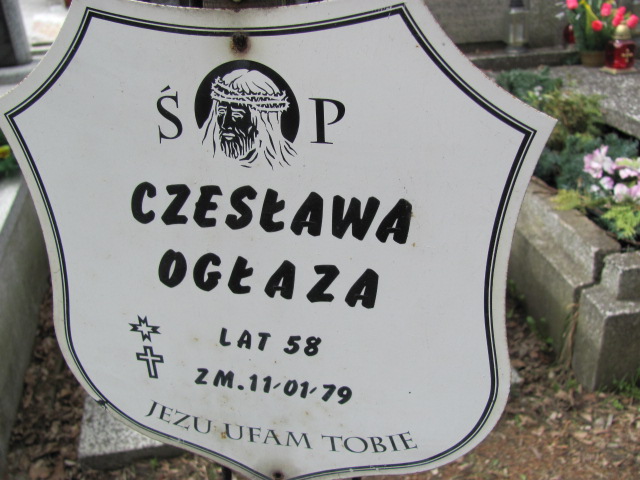 Ś P
CZESŁAWA
OGŁAZA
LAT 58
ZM. 11-01-79
JEZU UFAM TOBIE